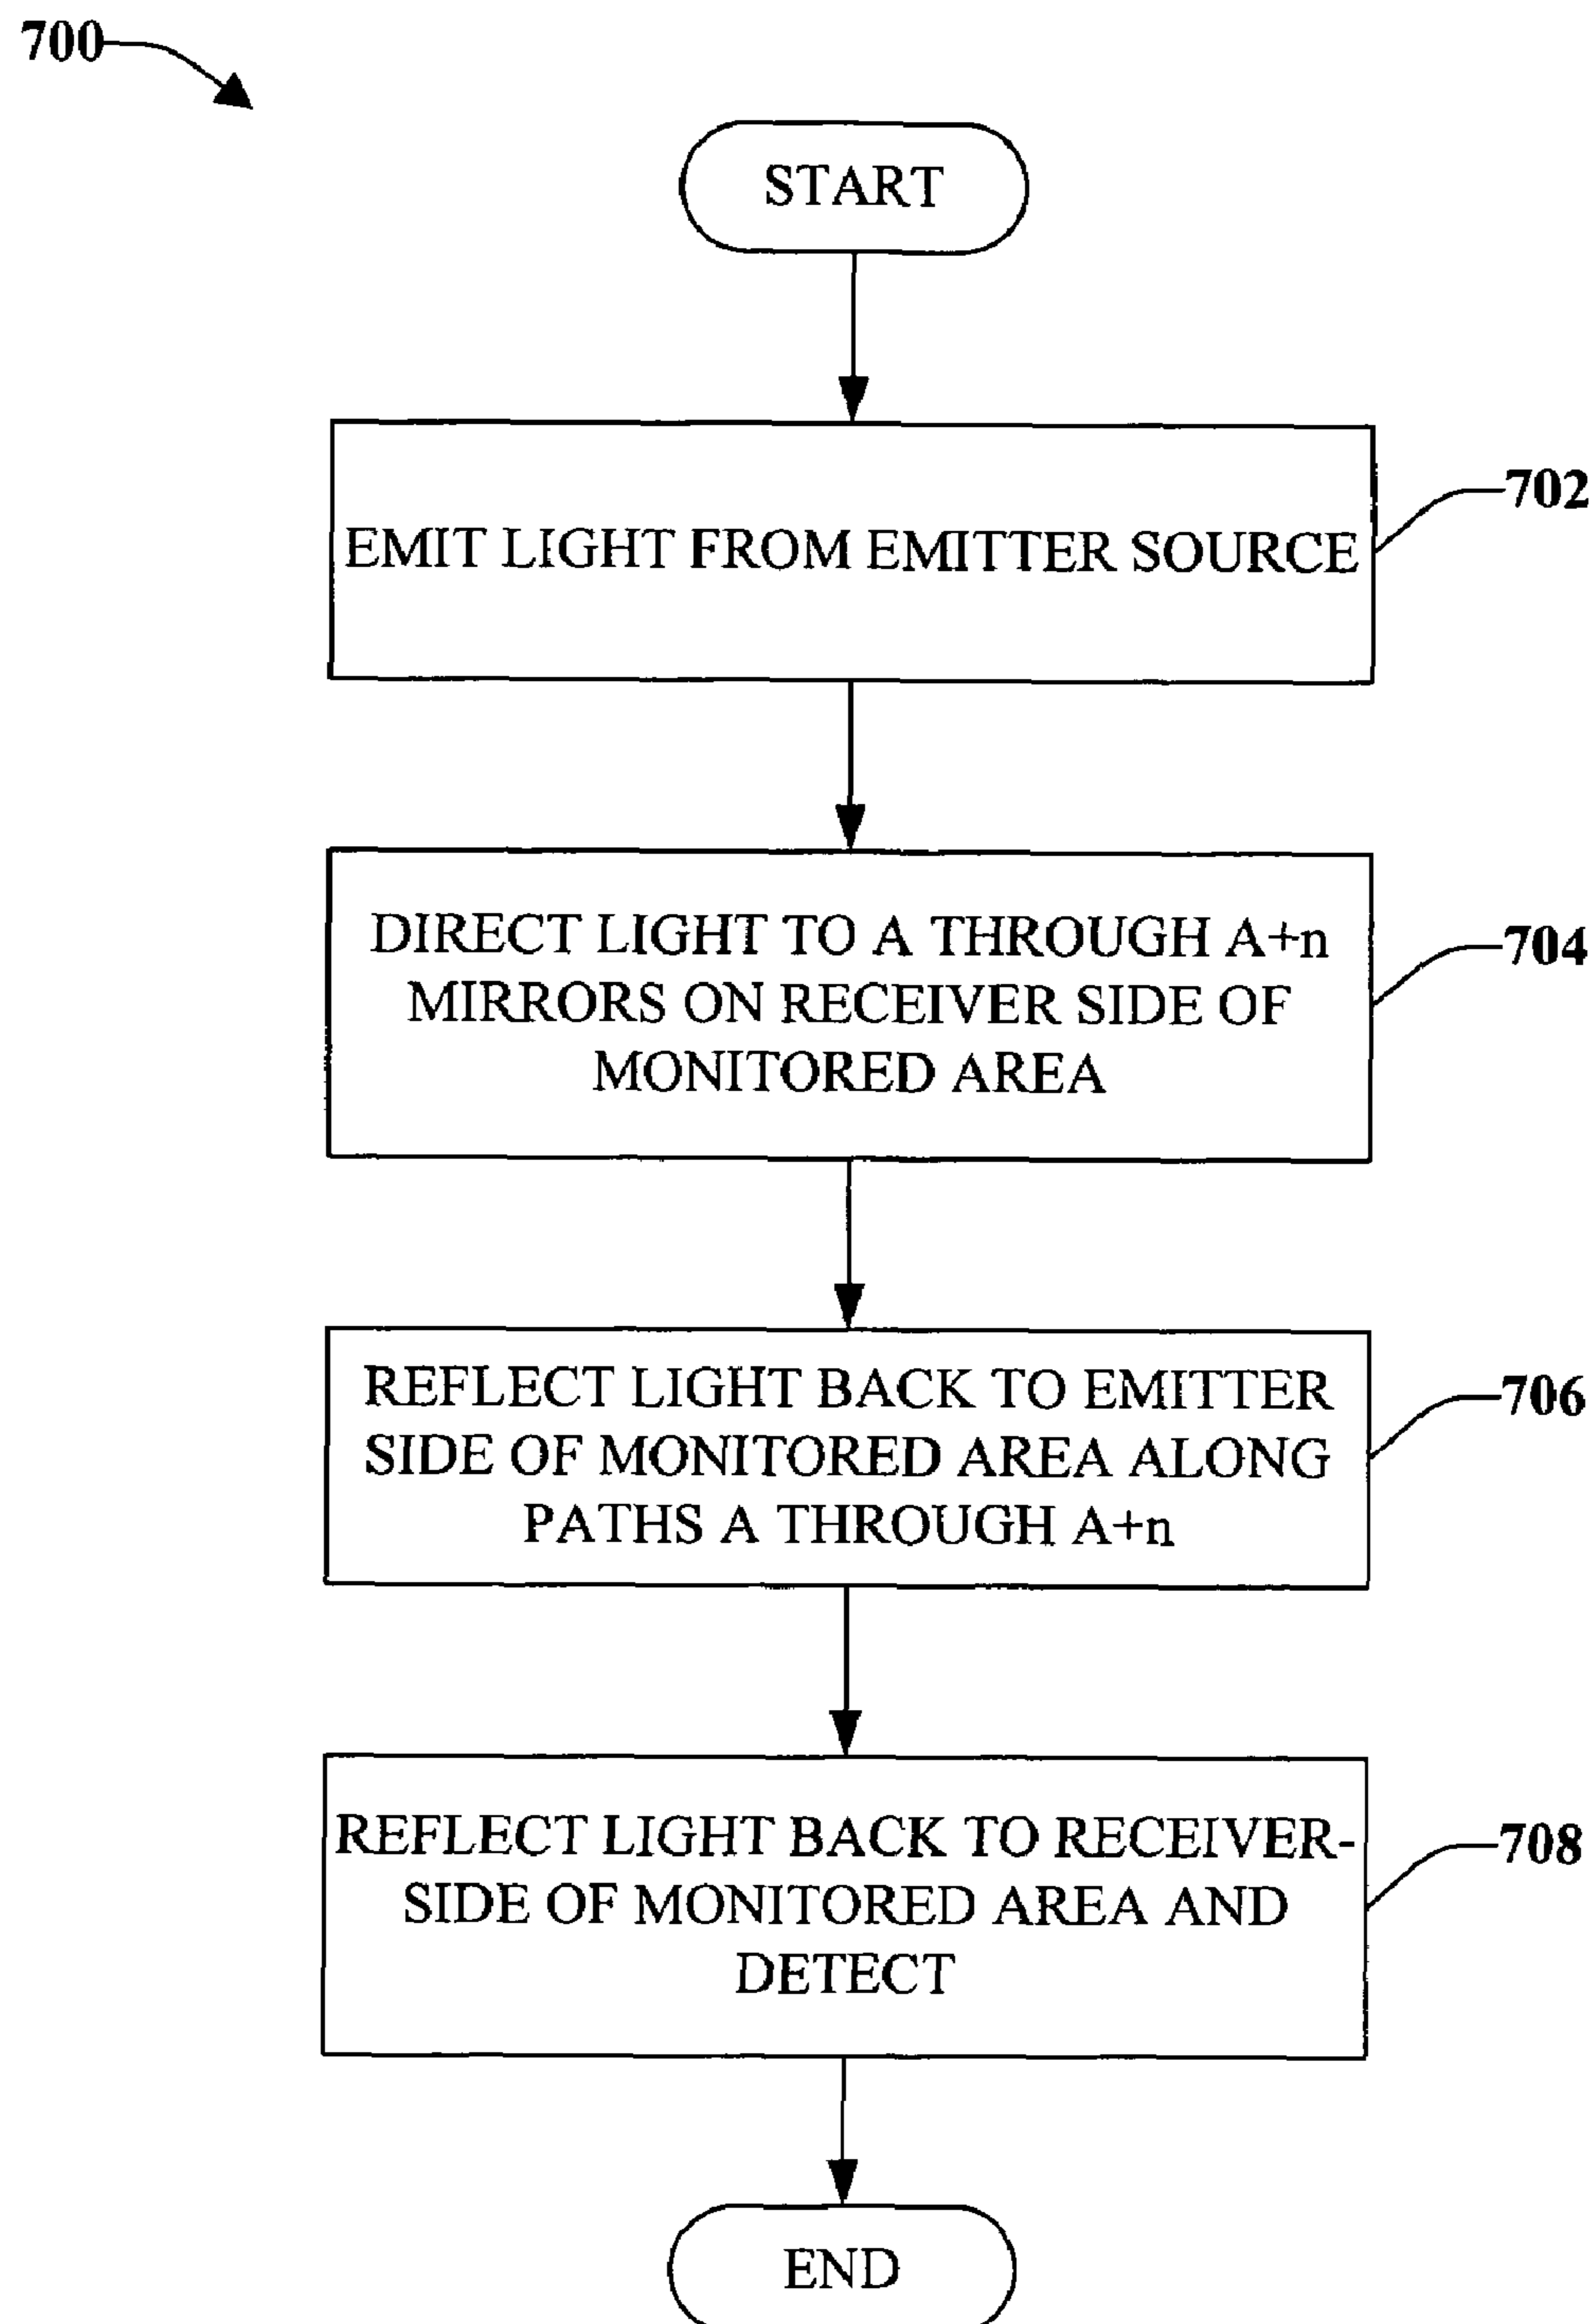 700
START
EMIT LIGHT FROM EMITTER SOURCE
702
DIRECT LIGHT TO A THROUGH A+n
MIRRORS ON RECEIVER SIDE OF
MONITORED AREA
704
REFLECT LIGHT BACK TO EMITTER
SIDE OF MONITORED AREA ALONG
PATHS A THROUGH A+n
706
REFLECT LIGHT BACK TO RECEIVER-
SIDE OF MONITORED AREA AND
DETECT
708
END